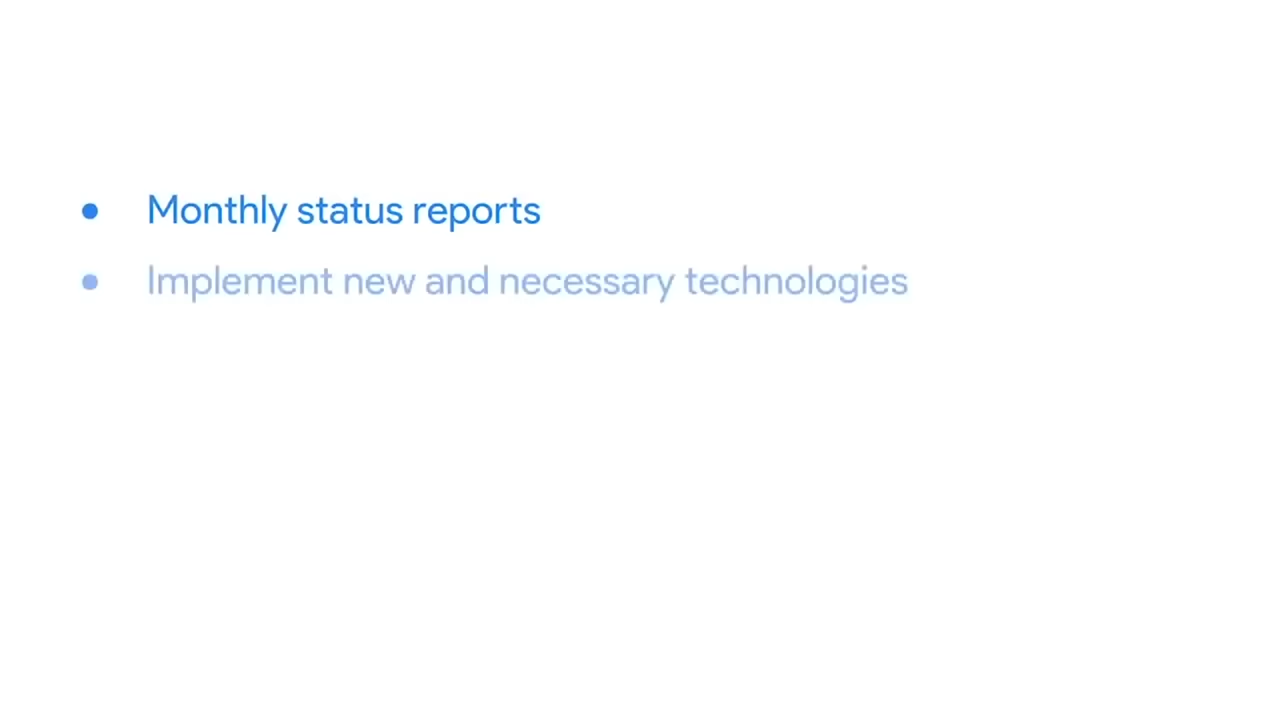 • Monthly status reports
• Implement new and necessary technologies